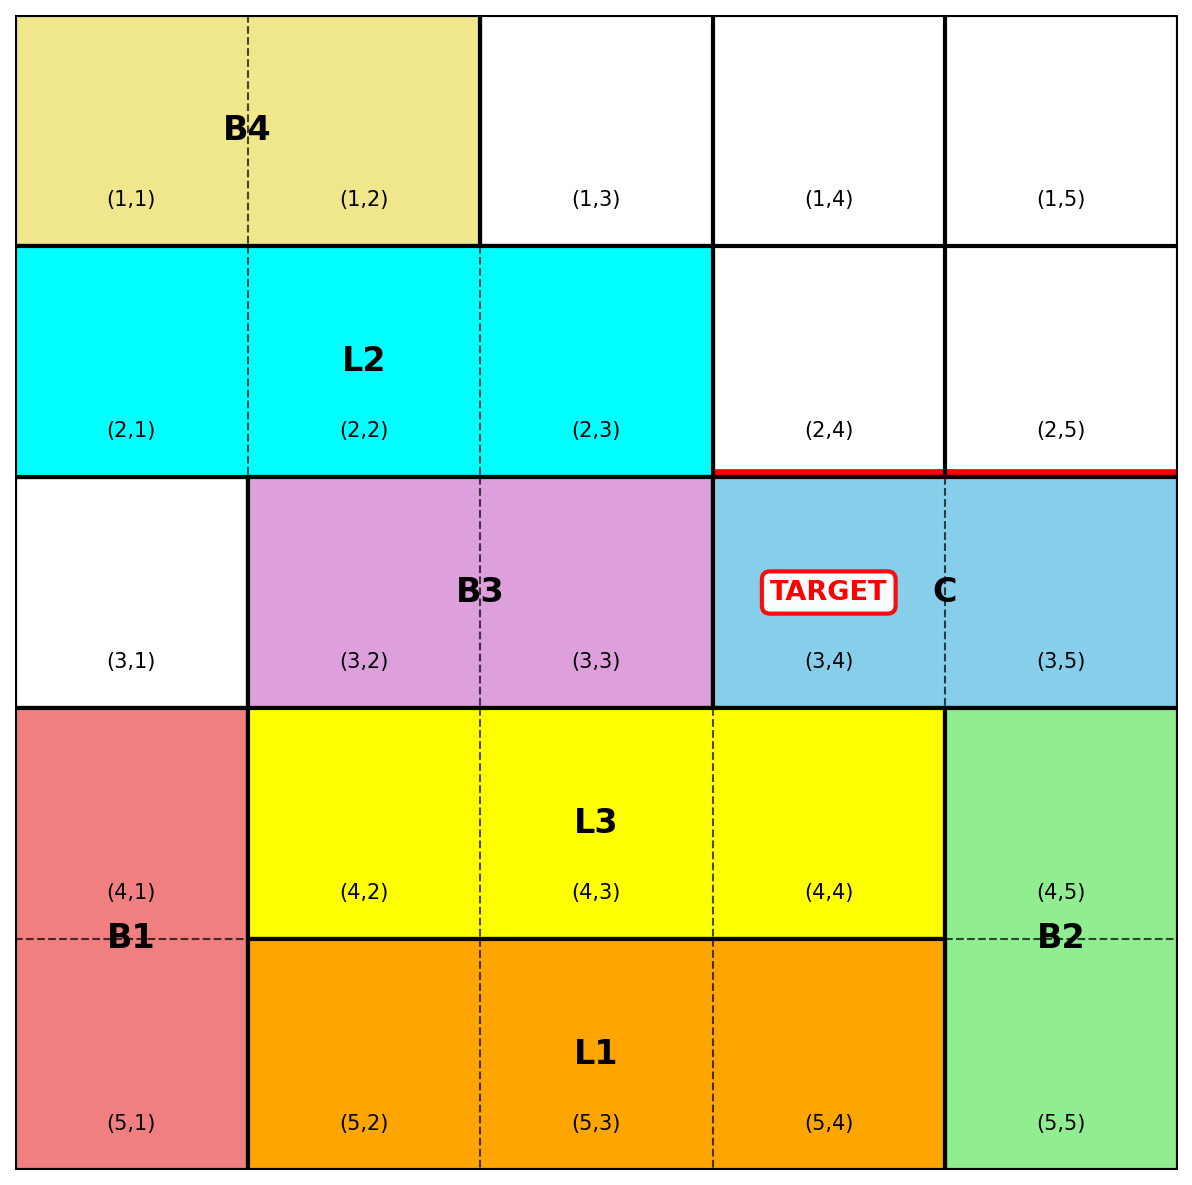 B4
(1,1) (1,2) (1,3) (1,4) (1,5)
L2
(2,1) (2,2) (2,3) (2,4) (2,5)
B3 TARGET C
(3,1) (3,2) (3,3) (3,4) (3,5)
L3
(4,1) (4,2) (4,3) (4,4) (4,5)
B1 B2
L1
(5,1) (5,2) (5,3) (5,4) (5,5)